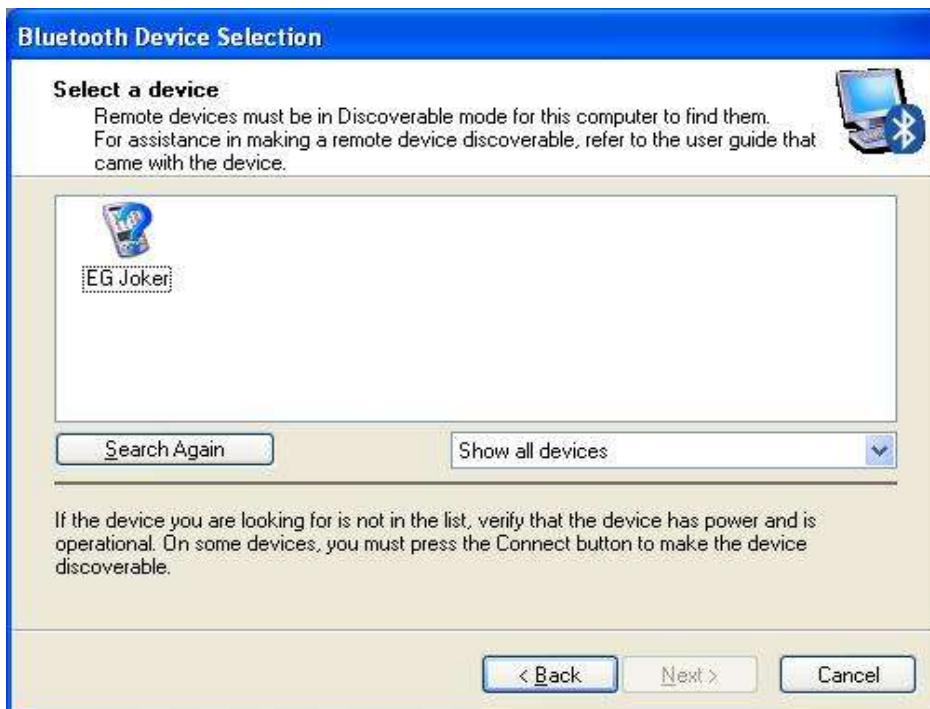 Bluetooth Device Selection
Select a device
Remote devices must be in Discoverable mode for this computer to find them.
For assistance in making a remote device discoverable, refer to the user guide that
came with the device.
EG Joker
Search Again
Show all devices
If the device you are looking for is not in the list, verify that the device has power and is
operational. On some devices, you must press the Connect button to make the device
discoverable.
< Back
Next >
Cancel